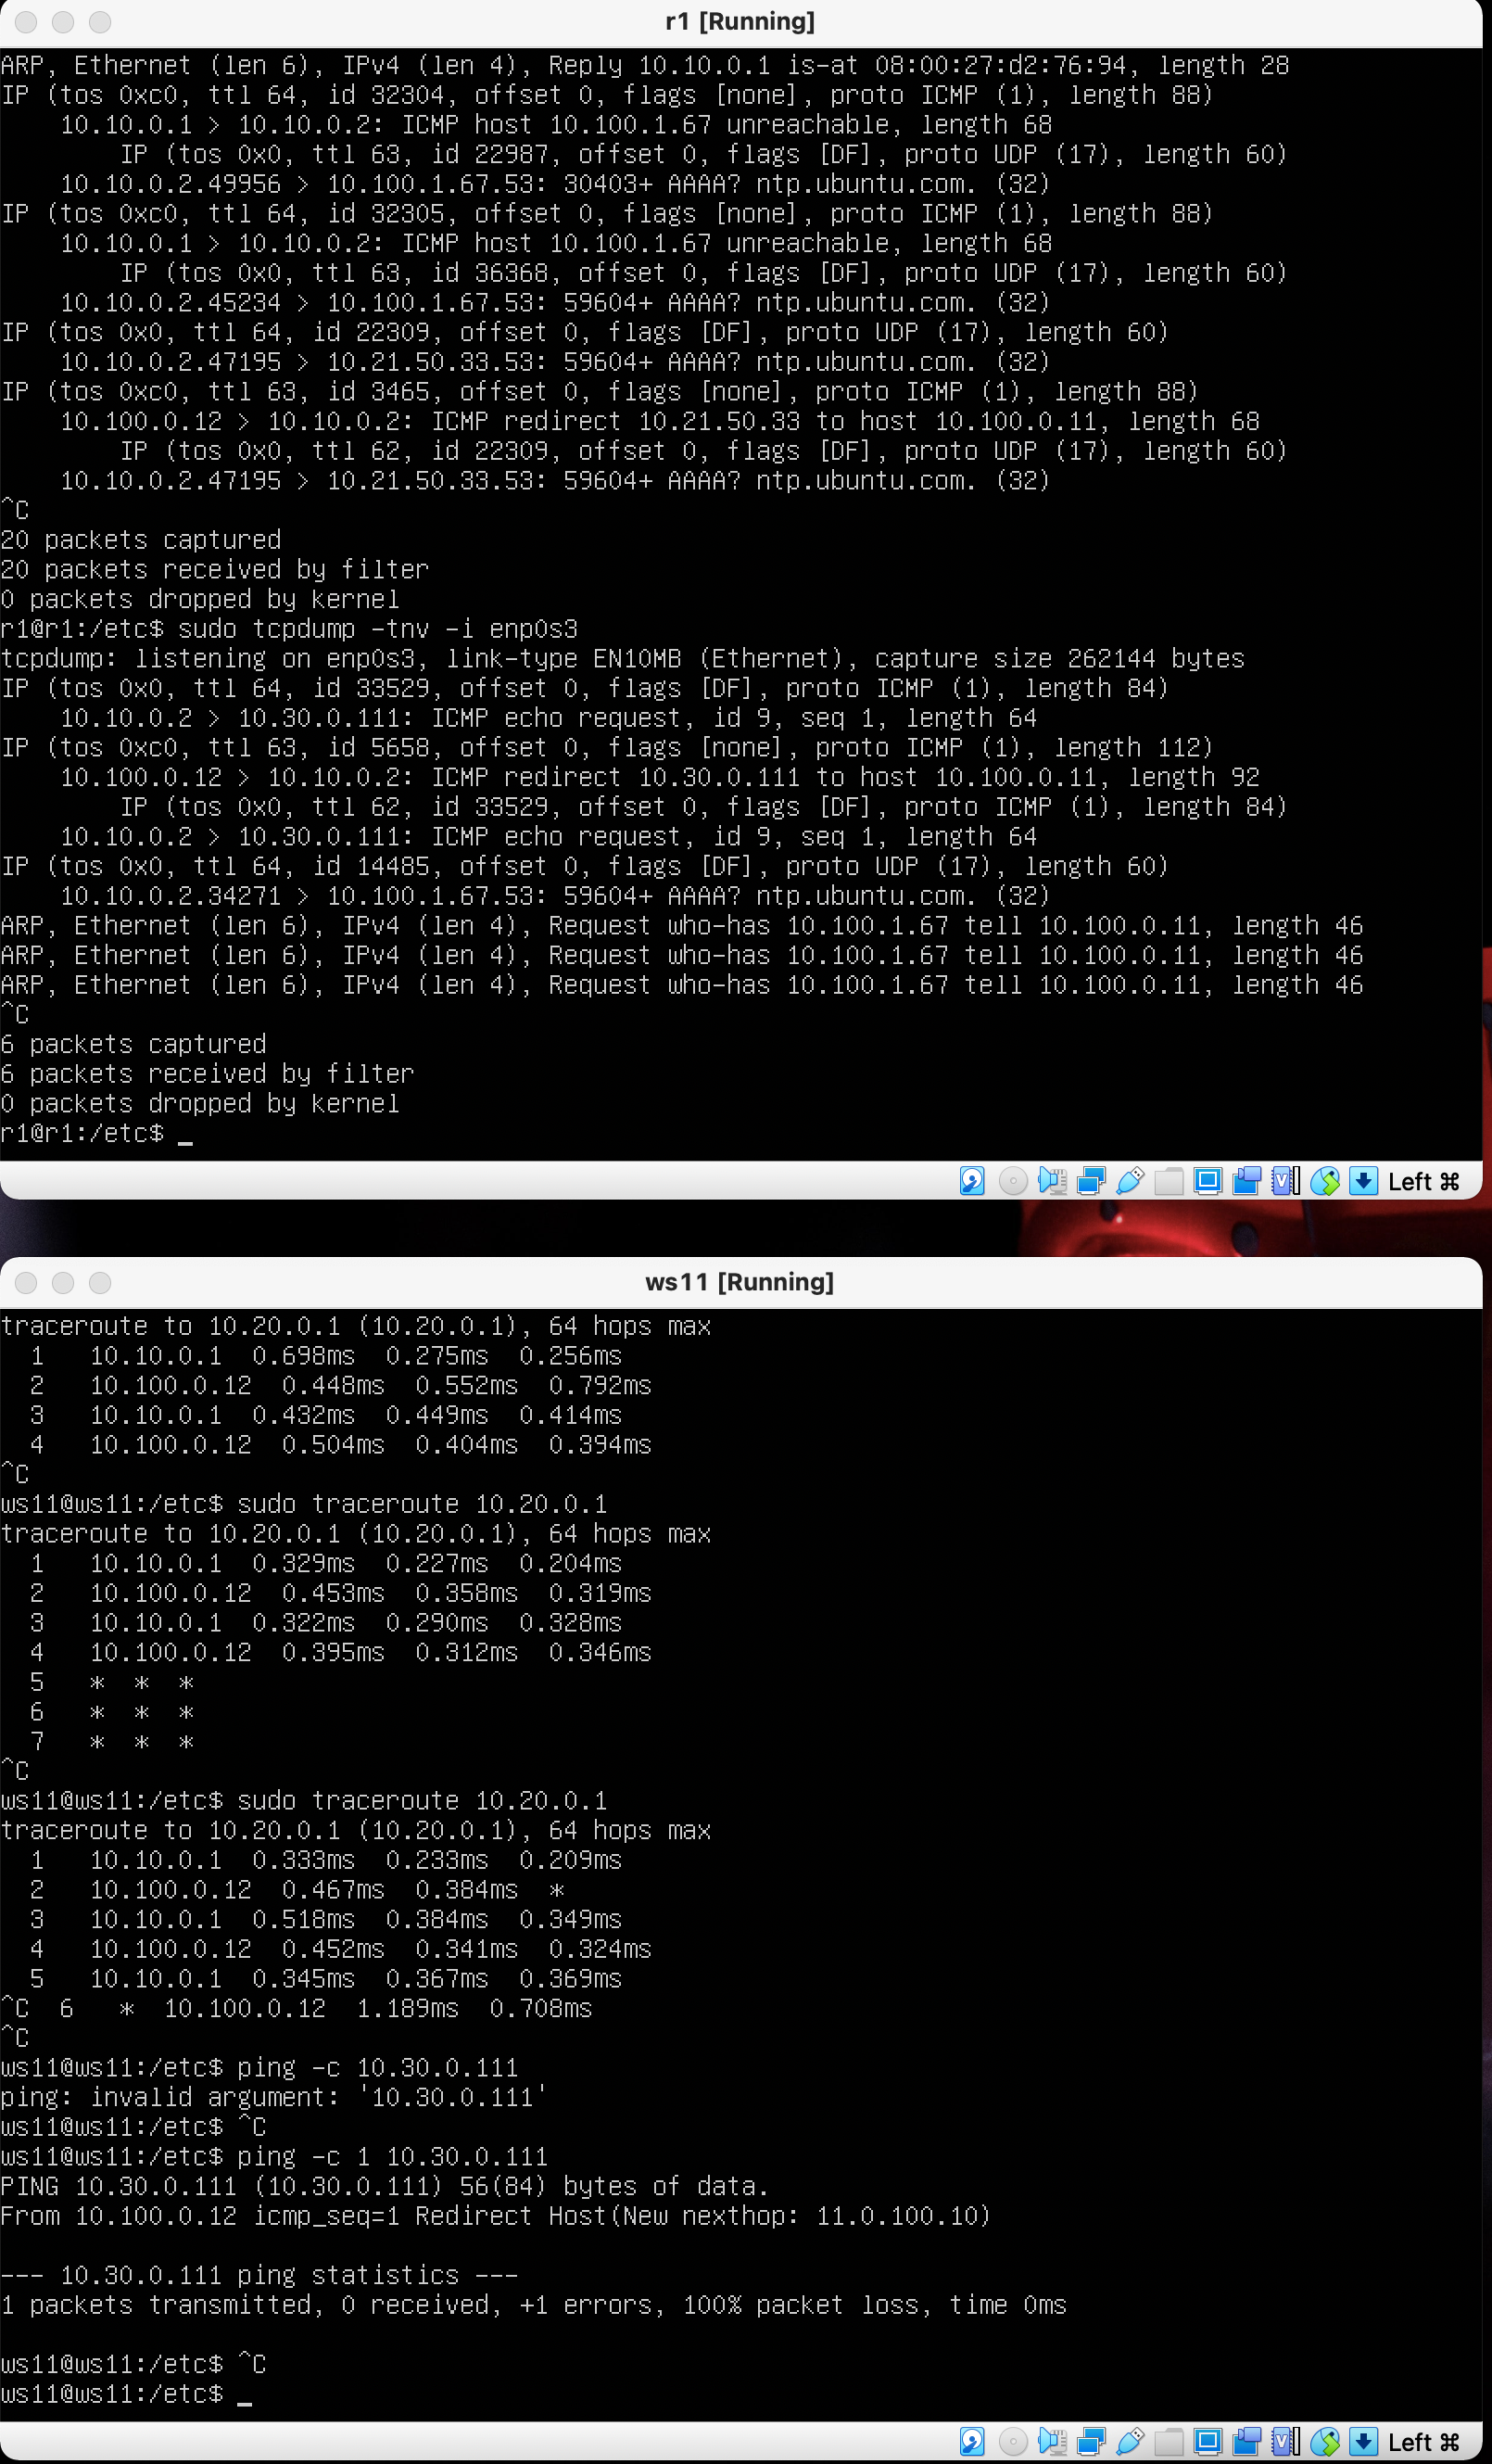 r1 [Running]
ARP, Ethernet (len 6), IPv4 (len 4), Reply 10.10.0.1 is-at 08:00:27:d2:76:94, length 28
IP (tos 0xc0, ttl 64, id 32304, offset 0, flags [none], proto ICMP (1), length 88)
    10.10.0.1 > 10.10.0.2: ICMP host 10.100.1.67 unreachable, length 68
        IP (tos 0x0, ttl 63, id 22987, offset 0, flags [DF], proto UDP (17), length 60)
    10.10.0.2.49956 > 10.100.1.67.53: 30403+ AAAA? ntp.ubuntu.com. (32)
IP (tos 0xc0, ttl 64, id 32305, offset 0, flags [none], proto ICMP (1), length 88)
    10.10.0.1 > 10.10.0.2: ICMP host 10.100.1.67 unreachable, length 68
        IP (tos 0x0, ttl 63, id 36368, offset 0, flags [DF], proto UDP (17), length 60)
    10.10.0.2.45234 > 10.100.1.67.53: 59604+ AAAA? ntp.ubuntu.com. (32)
IP (tos 0x0, ttl 64, id 22309, offset 0, flags [DF], proto UDP (17), length 60)
    10.10.0.2.47195 > 10.21.50.33.53: 59604+ AAAA? ntp.ubuntu.com. (32)
IP (tos 0xc0, ttl 63, id 3465, offset 0, flags [none], proto ICMP (1), length 88)
    10.100.0.12 > 10.10.0.2: ICMP redirect 10.21.50.33 to host 10.100.0.11, length 68
        IP (tos 0x0, ttl 62, id 22309, offset 0, flags [DF], proto UDP (17), length 60)
    10.10.0.2.47195 > 10.21.50.33.53: 59604+ AAAA? ntp.ubuntu.com. (32)
^C
20 packets captured
20 packets received by filter
0 packets dropped by kernel
r1@r1:/etc$ sudo tcpdump -tnv -i enp0s3
tcpdump: listening on enp0s3, link-type EN10MB (Ethernet), capture size 262144 bytes
IP (tos 0x0, ttl 64, id 33529, offset 0, flags [DF], proto ICMP (1), length 84)
    10.10.0.2 > 10.30.0.111: ICMP echo request, id 9, seq 1, length 64
IP (tos 0xc0, ttl 63, id 5658, offset 0, flags [none], proto ICMP (1), length 112)
    10.100.0.12 > 10.10.0.2: ICMP redirect 10.30.0.111 to host 10.100.0.11, length 92
        IP (tos 0x0, ttl 62, id 33529, offset 0, flags [DF], proto ICMP (1), length 84)
    10.10.0.2 > 10.30.0.111: ICMP echo request, id 9, seq 1, length 64
IP (tos 0x0, ttl 64, id 14485, offset 0, flags [DF], proto UDP (17), length 60)
    10.10.0.2.34271 > 10.100.1.67.53: 59604+ AAAA? ntp.ubuntu.com. (32)
ARP, Ethernet (len 6), IPv4 (len 4), Request who-has 10.100.1.67 tell 10.100.0.11, length 46
ARP, Ethernet (len 6), IPv4 (len 4), Request who-has 10.100.1.67 tell 10.100.0.11, length 46
ARP, Ethernet (len 6), IPv4 (len 4), Request who-has 10.100.1.67 tell 10.100.0.11, length 46
^C
6 packets captured
6 packets received by filter
0 packets dropped by kernel
r1@r1:/etc$ _
Left ⌘
ws11 [Running]
traceroute to 10.20.0.1 (10.20.0.1), 64 hops max
  1   10.10.0.1  0.698ms  0.275ms  0.256ms
  2   10.100.0.12  0.448ms  0.552ms  0.792ms
  3   10.10.0.1  0.432ms  0.449ms  0.414ms
  4   10.100.0.12  0.504ms  0.404ms  0.394ms
^C
ws11@ws11:/etc$ sudo traceroute 10.20.0.1
traceroute to 10.20.0.1 (10.20.0.1), 64 hops max
  1   10.10.0.1  0.329ms  0.227ms  0.204ms
  2   10.100.0.12  0.453ms  0.358ms  0.319ms
  3   10.10.0.1  0.322ms  0.290ms  0.328ms
  4   10.100.0.12  0.395ms  0.312ms  0.346ms
  5   *  *  *
  6   *  *  *
  7   *  *  *
^C
ws11@ws11:/etc$ sudo traceroute 10.20.0.1
traceroute to 10.20.0.1 (10.20.0.1), 64 hops max
  1   10.10.0.1  0.333ms  0.233ms  0.209ms
  2   10.100.0.12  0.467ms  0.384ms  *
  3   10.10.0.1  0.518ms  0.384ms  0.349ms
  4   10.100.0.12  0.452ms  0.341ms  0.324ms
  5   10.10.0.1  0.345ms  0.367ms  0.369ms
^C  6   *  10.100.0.12  1.189ms  0.708ms
^C
ws11@ws11:/etc$ ping -c 10.30.0.111
ping: invalid argument: '10.30.0.111'
ws11@ws11:/etc$ ^C
ws11@ws11:/etc$ ping -c 1 10.30.0.111
PING 10.30.0.111 (10.30.0.111) 56(84) bytes of data.
From 10.100.0.12 icmp_seq=1 Redirect Host(New nexthop: 11.0.100.10)
--- 10.30.0.111 ping statistics ---
1 packets transmitted, 0 received, +1 errors, 100% packet loss, time 0ms
ws11@ws11:/etc$ ^C
ws11@ws11:/etc$ _
Left ⌘